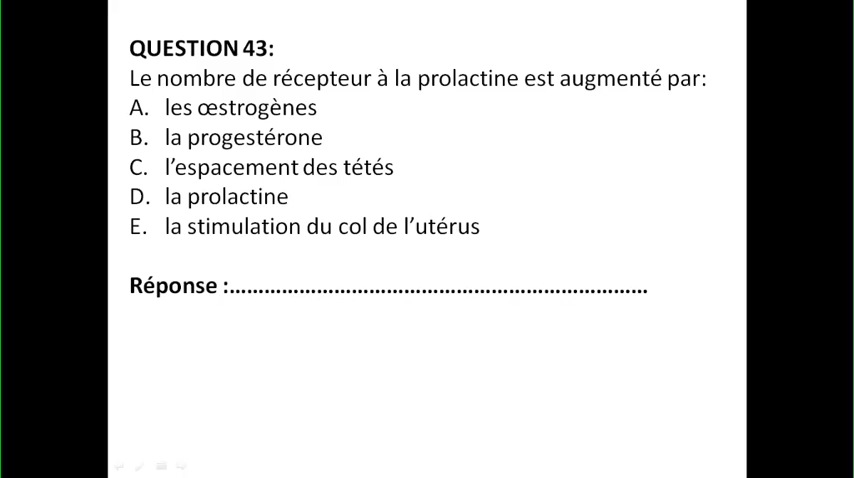 QUESTION 43:
Le nombre de récepteur à la prolactine est augmenté par:
A. les œstrogènes
B. la progestérone
C. l’espacement des tétés
D. la prolactine
E. la stimulation du col de l’utérus
Réponse :........................................................................